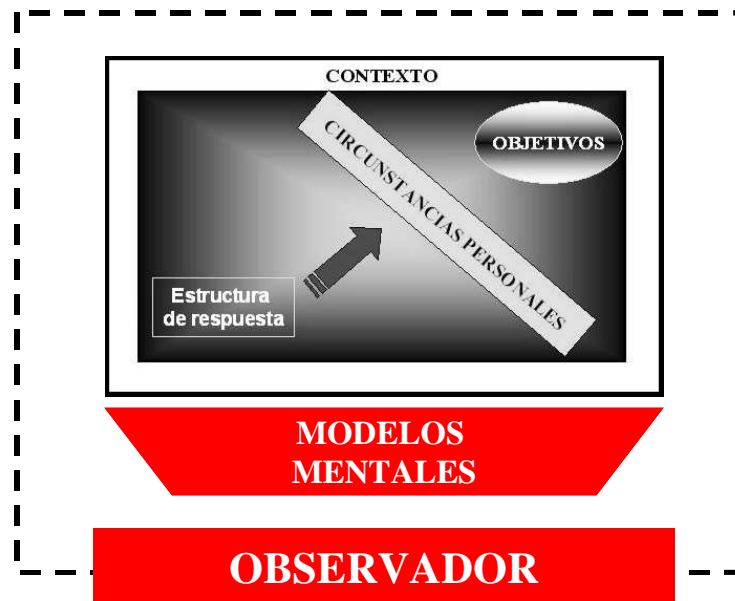 CONTEXTO
OBJETIVOS
CIRCUNSTANCIAS PERSONALES
Estructura
de respuesta
MODELOS
MENTALES
OBSERVADOR